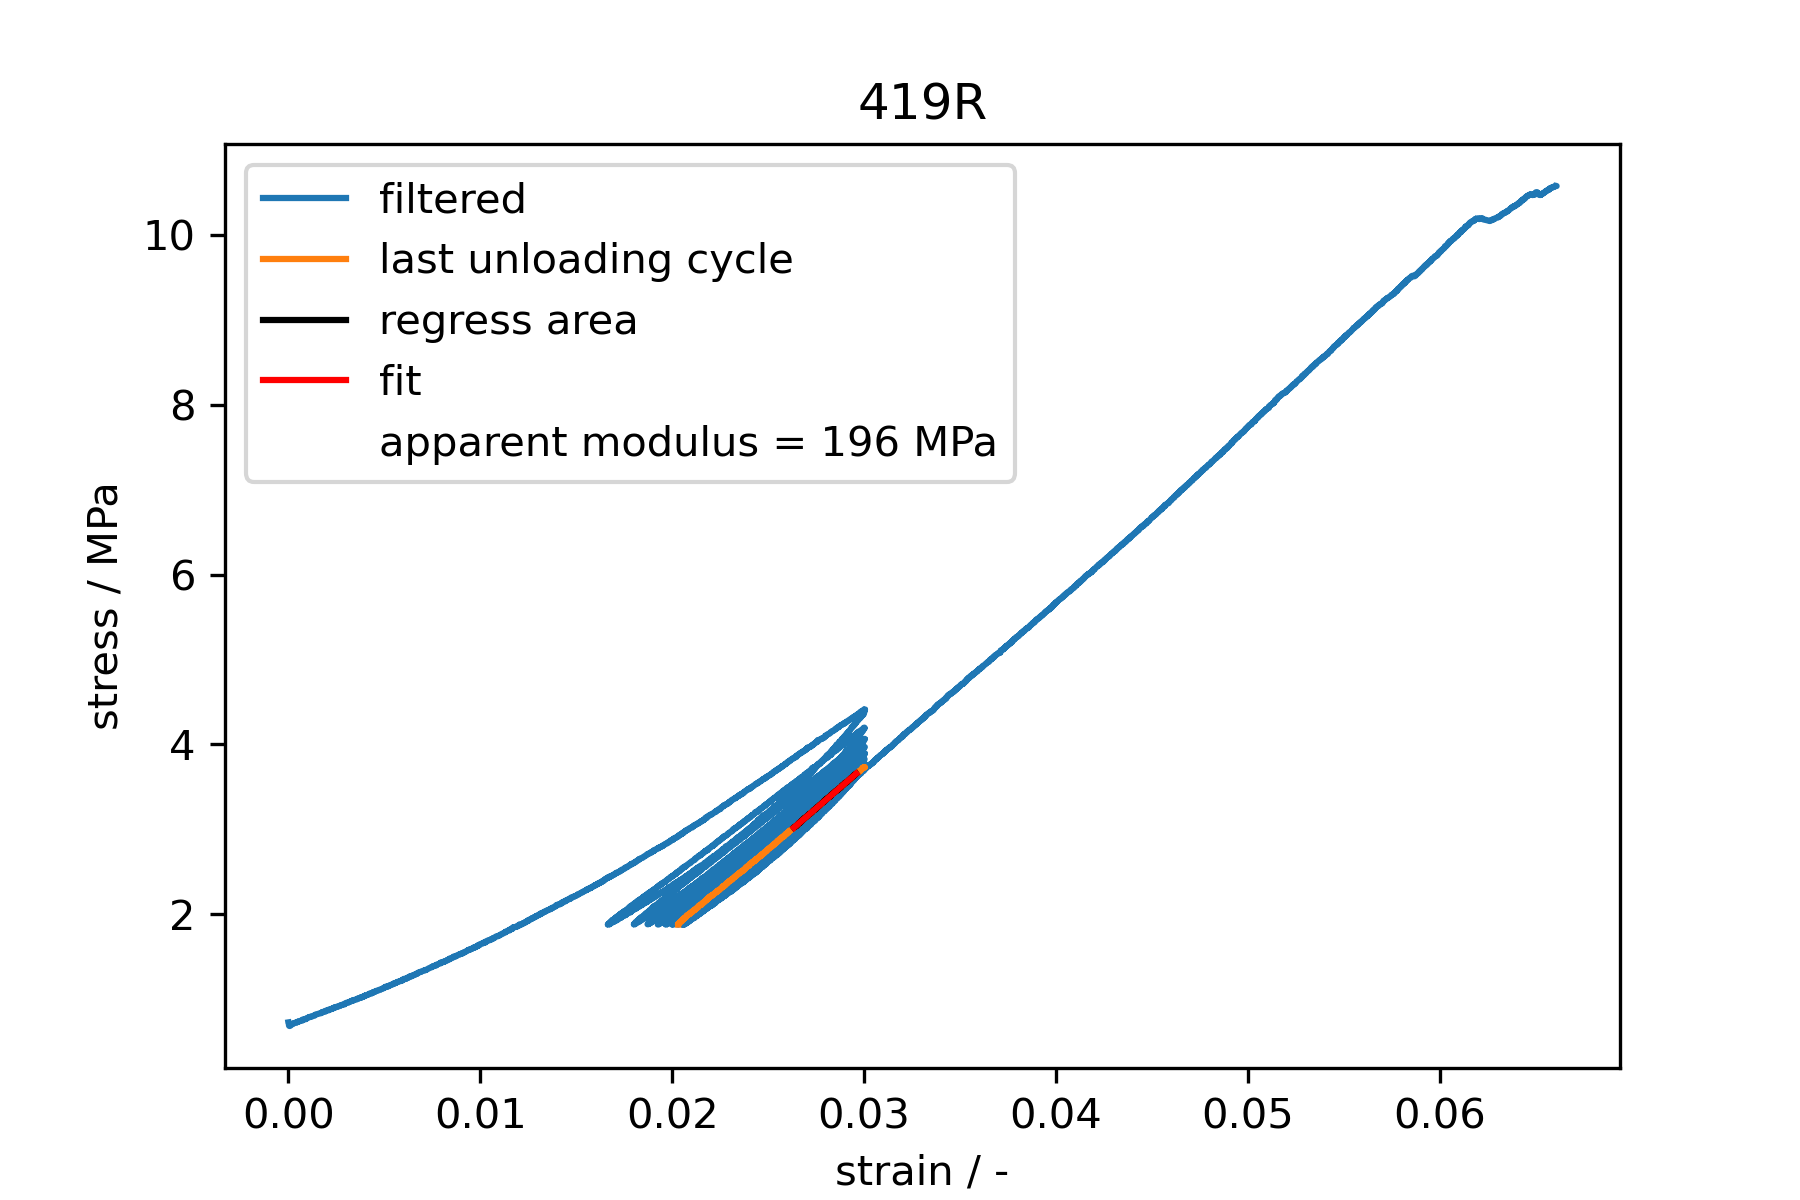 419R
filtered
last unloading cycle
regress area
fit
apparent modulus = 196 MPa
10
8
6
4
2
stress / MPa
0.00 0.01 0.02 0.03 0.04 0.05 0.06
strain / -